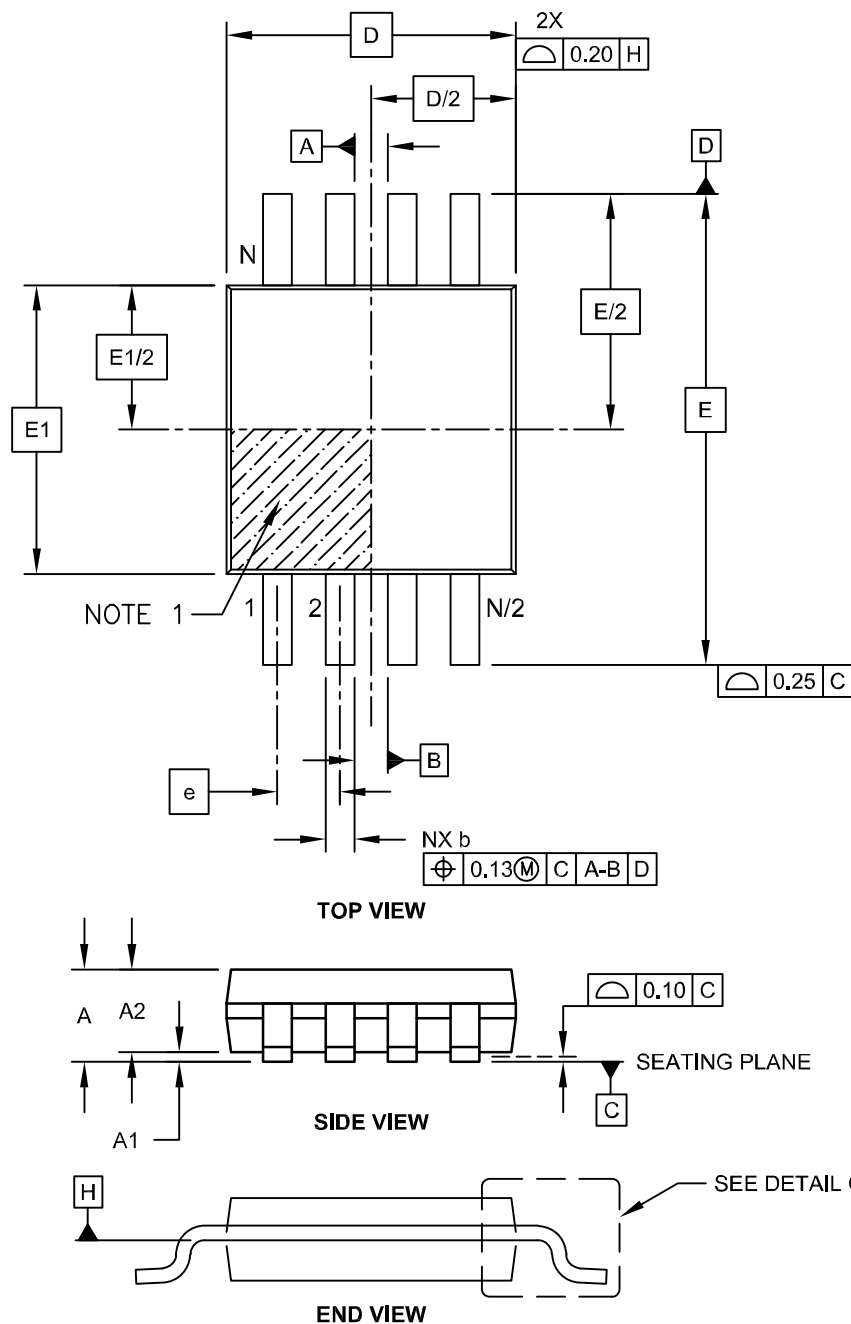 D
2X
0.20 H
D/2
A
D
N
E/2
E1/2
E1
E
NOTE 1
1
2
N/2
0.25 C
B
e
NX b
0.13Ⓜ C A-B D
TOP VIEW
0.10 C
A
A2
SEATING PLANE
C
A1
SIDE VIEW
H
SEE DETAIL
END VIEW